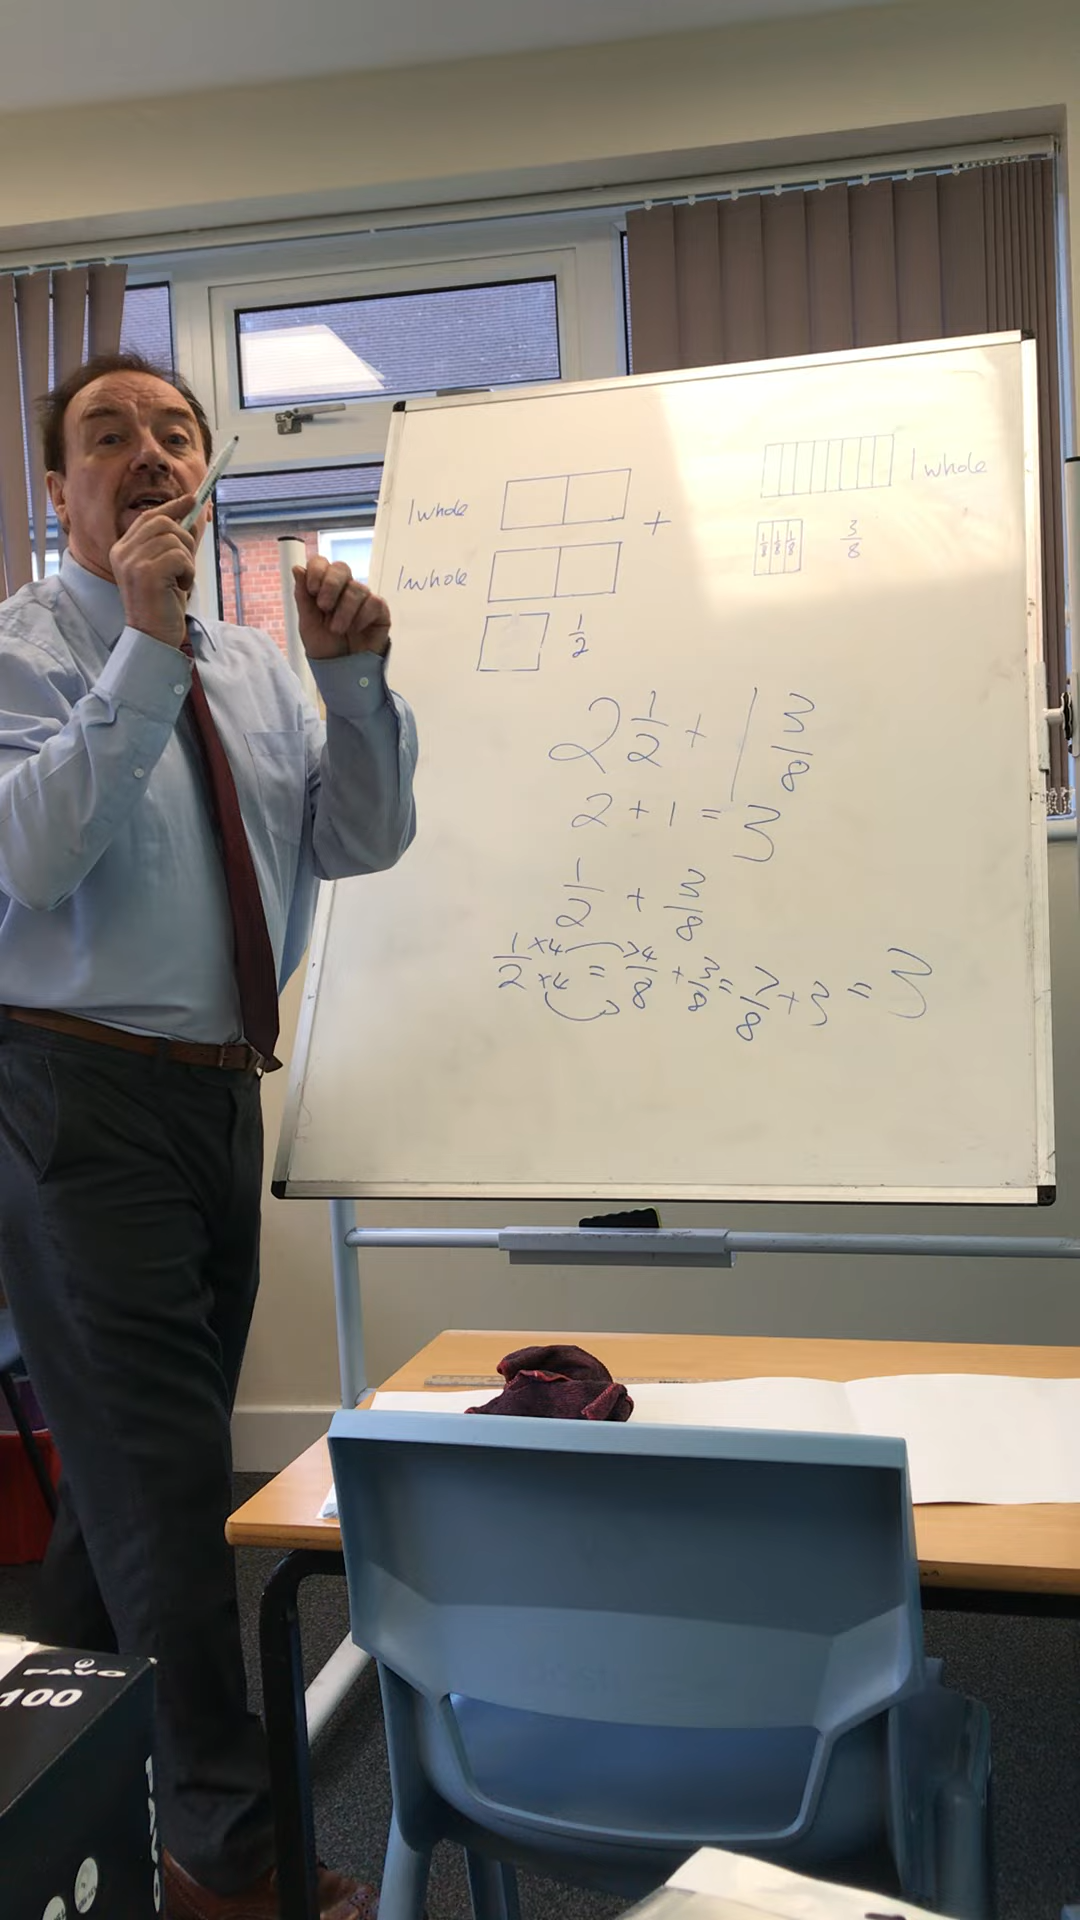 1 whole
+
1 whole
1 whole
1/8 1/8 1/8 3/8
1/2
2 1/2 + 1 3/8
2 + 1 = 3
1/2 + 3/8
1/2 ×4 ×4 = 4/8 + 3/8 = 7/8 + 3 = 3
FAVO
100
FAVO